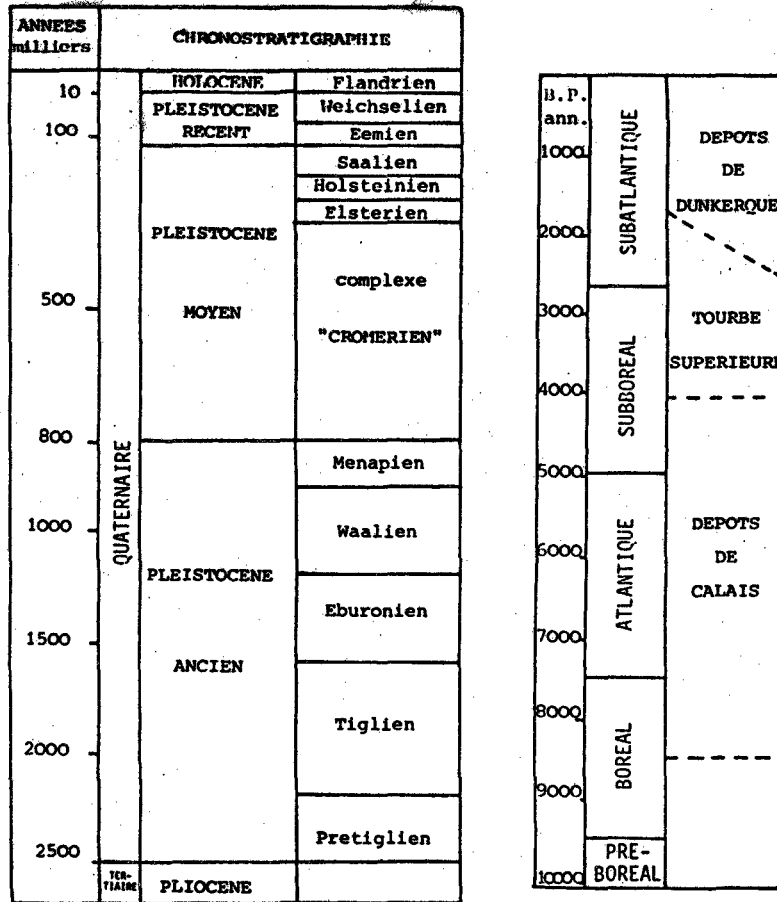 ANNEES
milliers
CHRONOSTRATIGRAPHIE
10
100
500
800
1000
1500
2000
2500
QUATERNAIRE
TER-
TIAIRE
HOLOCENE
PLEISTOCENE
RECENT
PLEISTOCENE
MOYEN
PLEISTOCENE
ANCIEN
PLIOCENE
Flandrien
Weichselien
Eemien
Saalien
Holsteinien
Elsterien
complexe
"CROMERIEN"
Menapien
Waalien
Eburonien
Tiglien
Pretiglien
B.P.
ann.
1000
2000
3000
4000
5000
6000
7000
8000
9000
10000
SUBATLANTIQUE
SUBBOREAL
ATLANTIQUE
BOREAL
PRE-
BOREAL
DEPOTS
DE
DUNKERQUE
TOURBE
SUPERIEURE
DEPOTS
DE
CALAIS